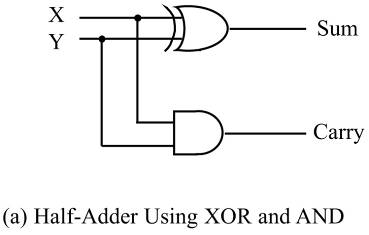 X
Y
Sum
Carry
(a) Half-Adder Using XOR and AND